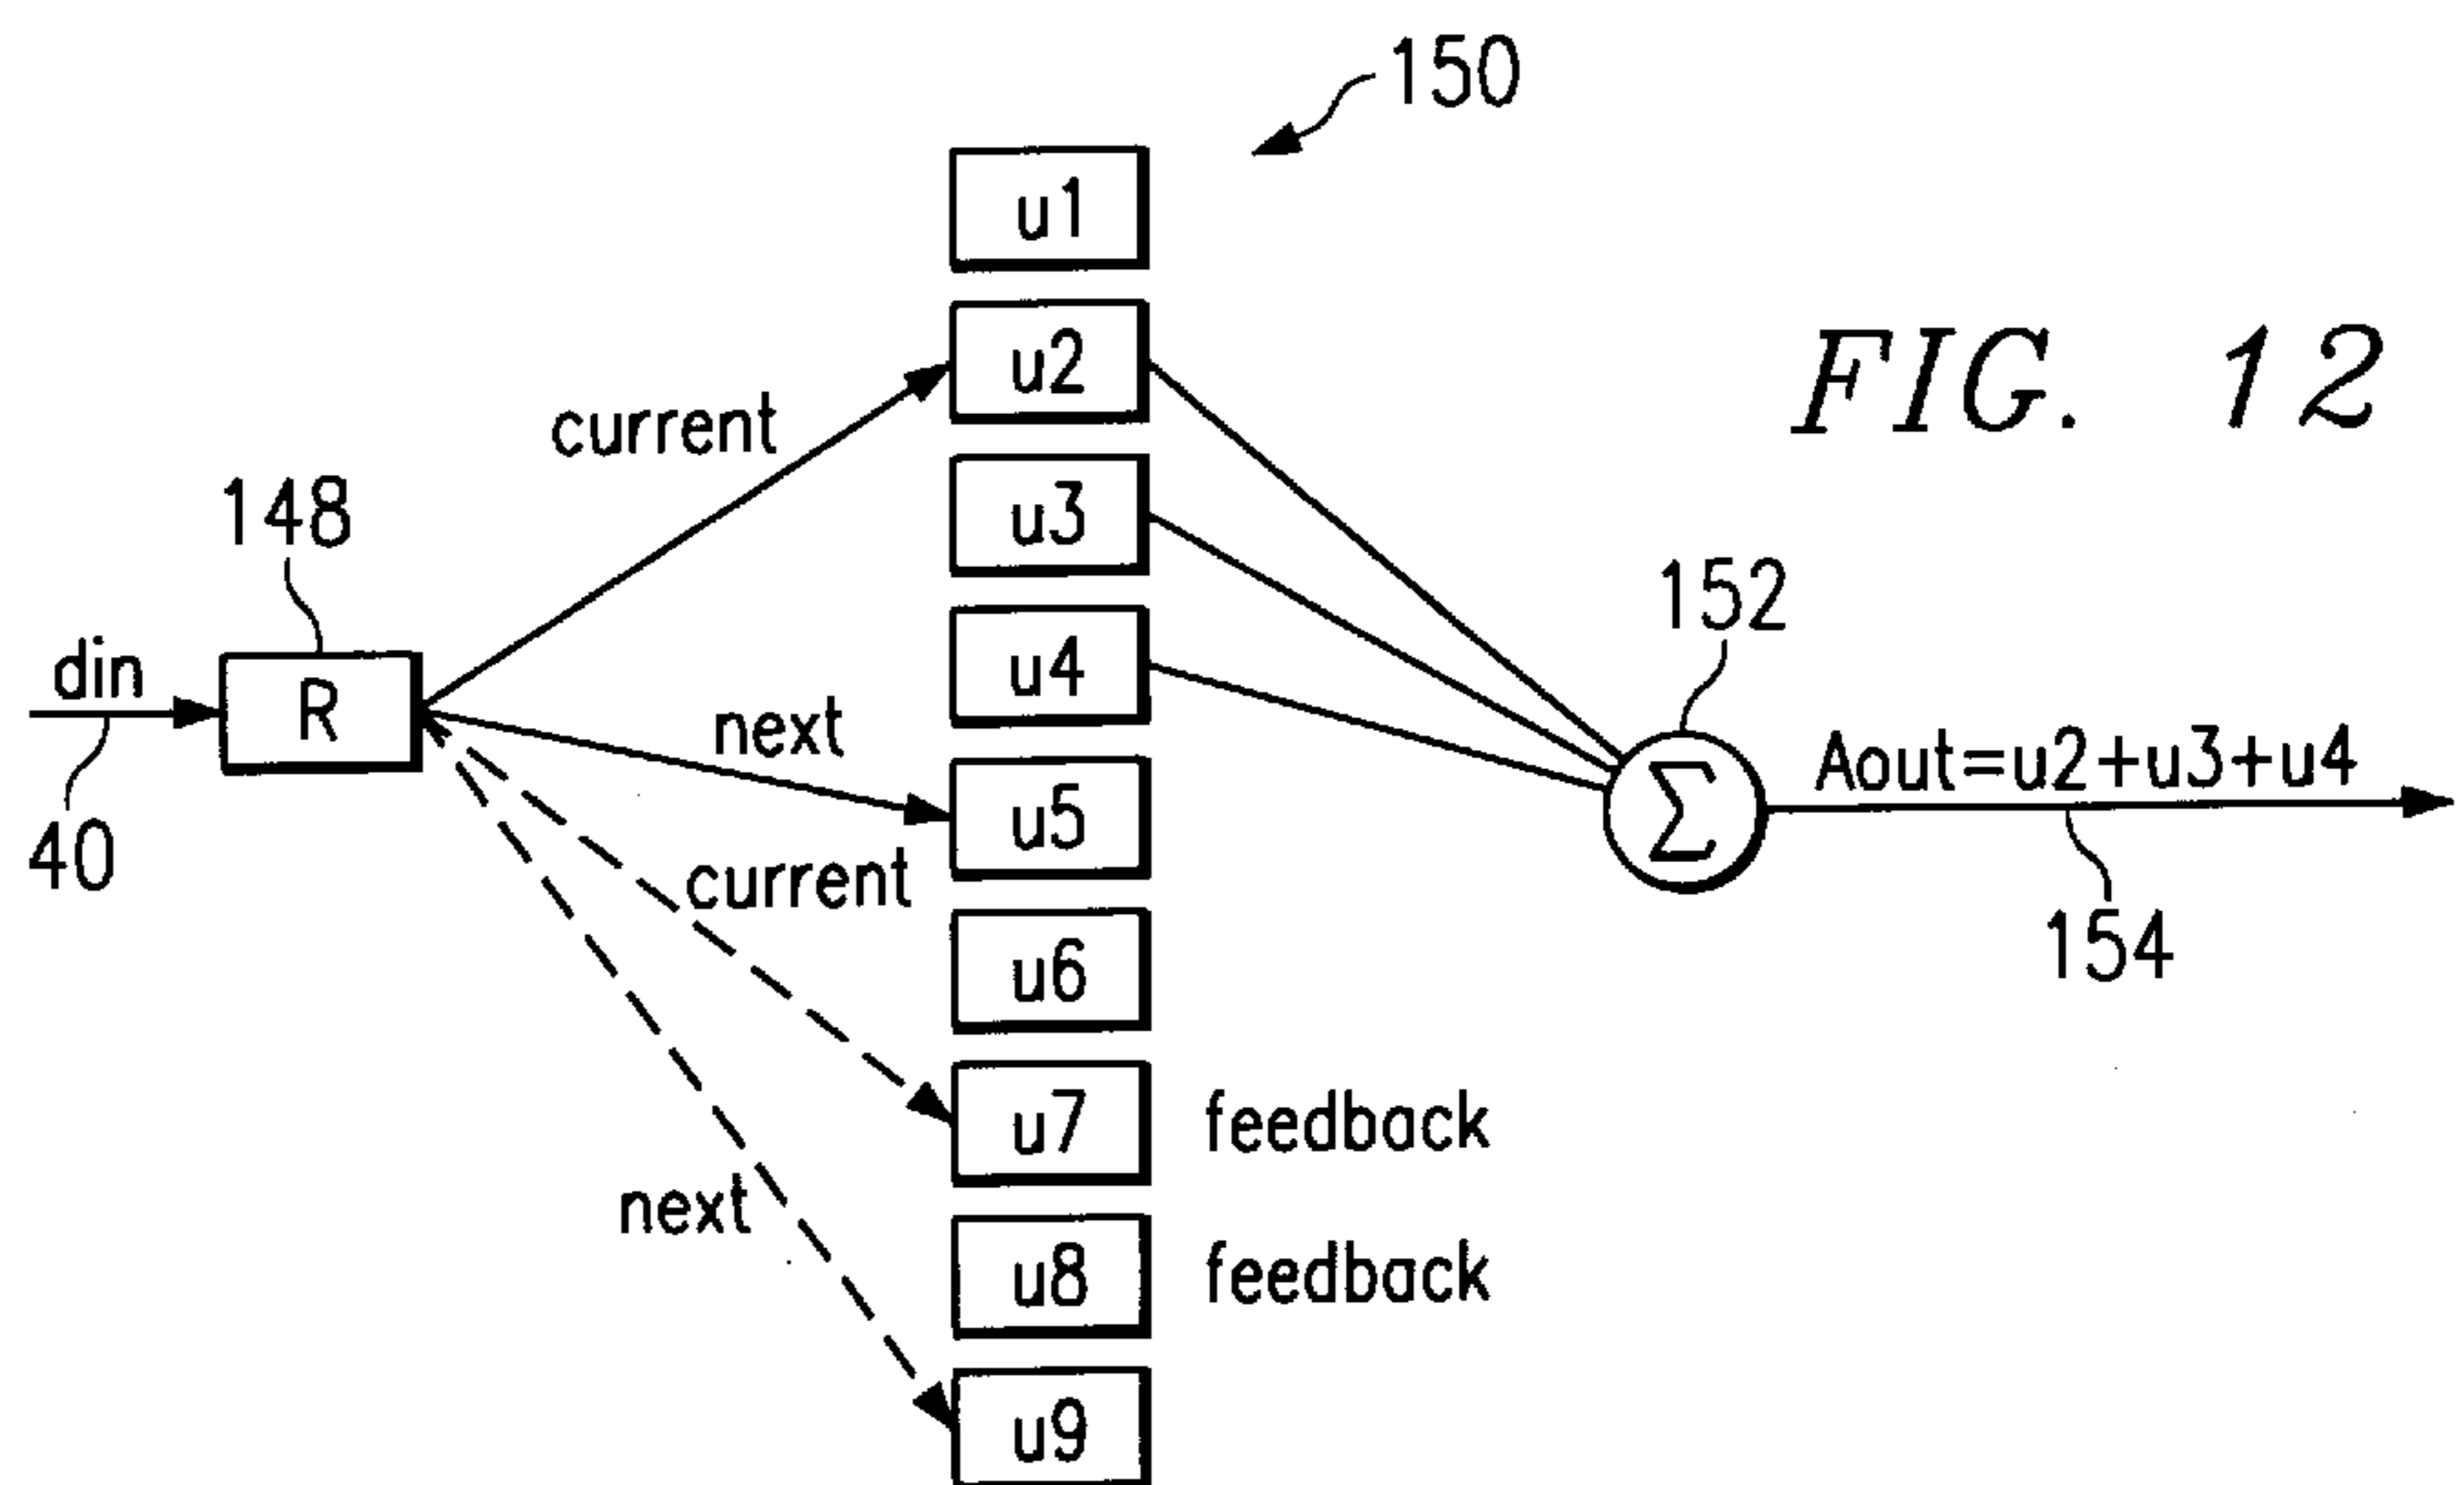 150
u1
FIG. 12
u2
current
u3
148
152
u4
din
R
next
Aout=u2+u3+u4
u5
40
current
154
u6
u7
feedback
next
u8
feedback
u9
Σ